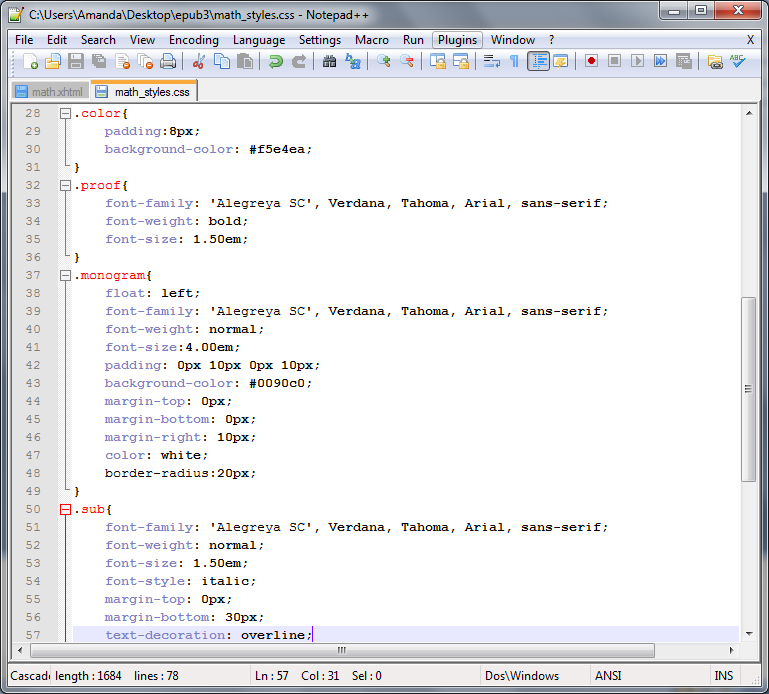 C:\Users\Amanda\Desktop\epub3\math_styles.css - Notepad++
File Edit Search View Encoding Language Settings Macro Run Plugins Window ? X
math.xhtml math_styles.css
28 .color{
29 padding:8px;
30 background-color: #f5e4ea;
31 }
32 .proof{
33 font-family: 'Alegreya SC', Verdana, Tahoma, Arial, sans-serif;
34 font-weight: bold;
35 font-size: 1.50em;
36 }
37 .monogram{
38 float: left;
39 font-family: 'Alegreya SC', Verdana, Tahoma, Arial, sans-serif;
40 font-weight: normal;
41 font-size:4.00em;
42 padding: 0px 10px 0px 10px;
43 background-color: #0090c0;
44 margin-top: 0px;
45 margin-bottom: 0px;
46 margin-right: 10px;
47 color: white;
48 border-radius:20px;
49 }
50 .sub{
51 font-family: 'Alegreya SC', Verdana, Tahoma, Arial, sans-serif;
52 font-weight: normal;
53 font-size: 1.50em;
54 font-style: italic;
55 margin-top: 0px;
56 margin-bottom: 30px;
57 text-decoration: overline;
Cascade length : 1684 lines : 78 Ln : 57 Col : 31 Sel : 0 Dos\Windows ANSI INS